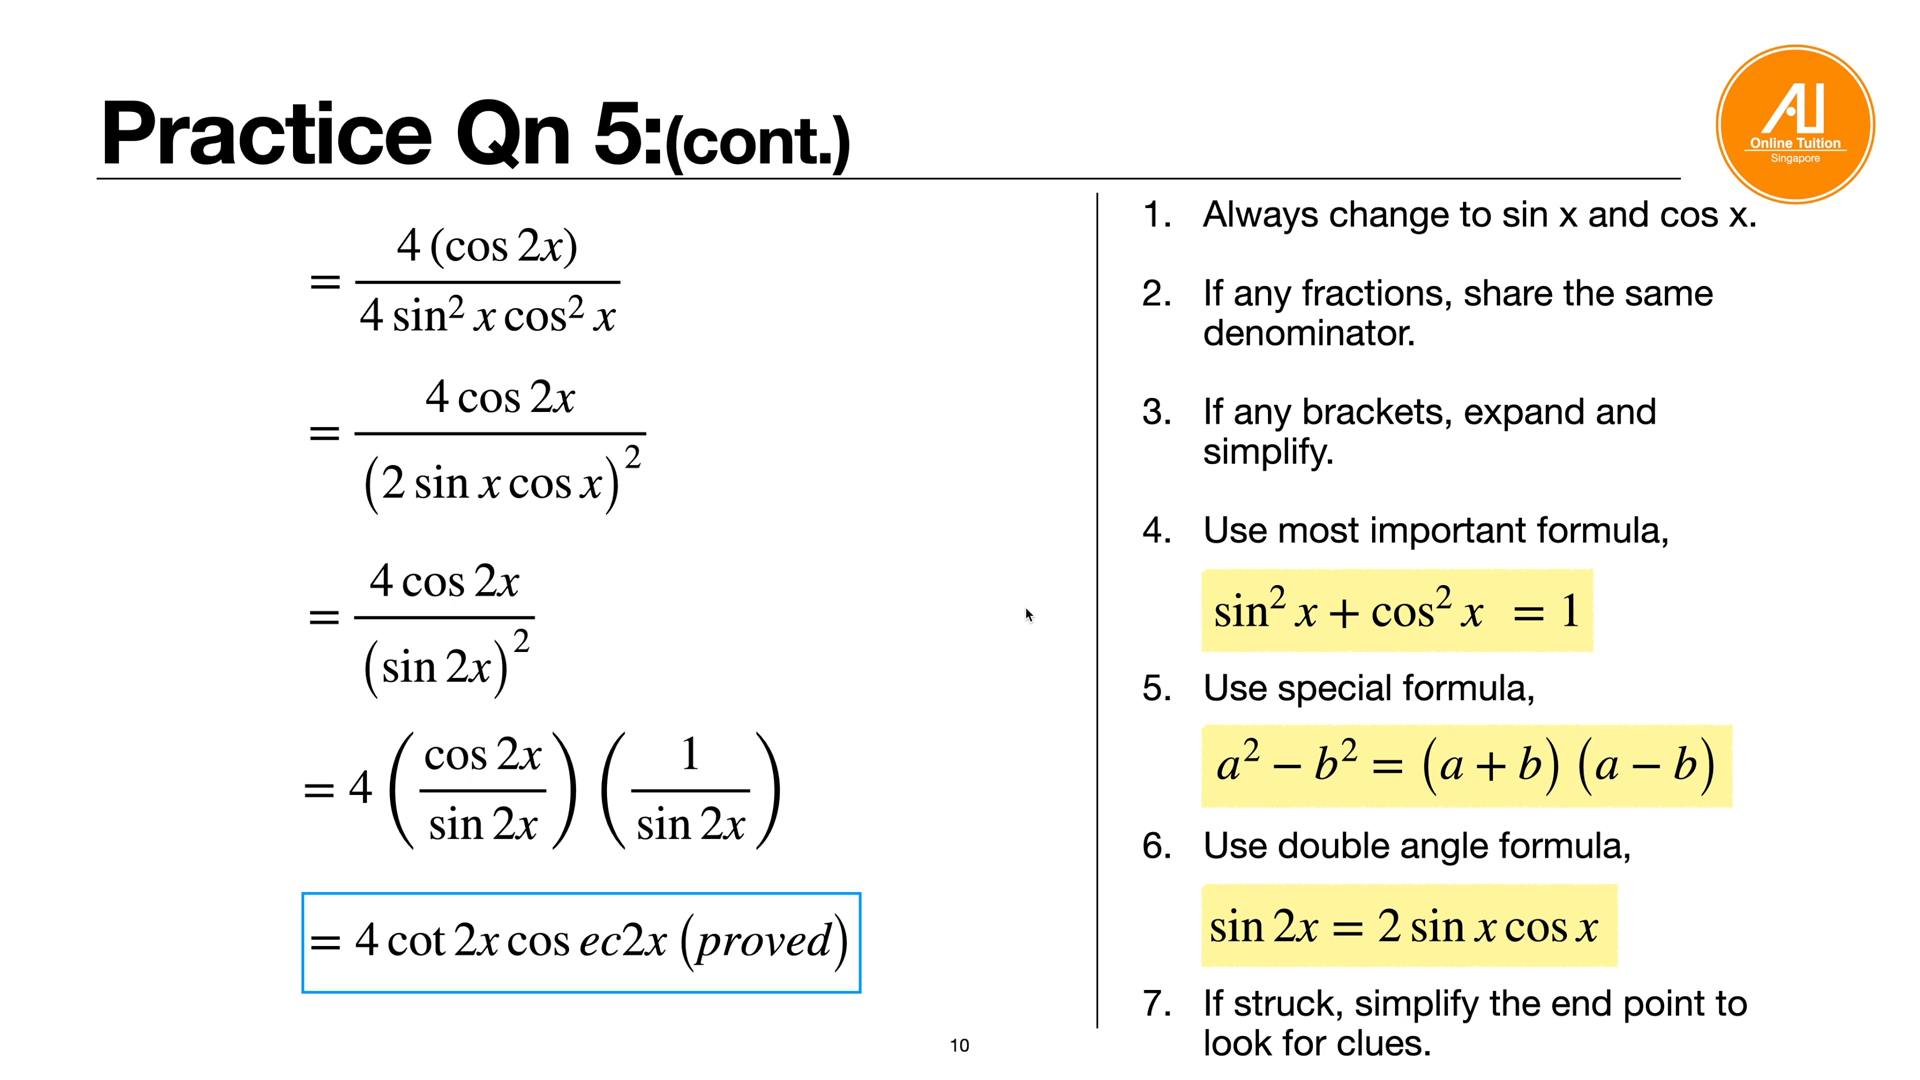 Practice Qn 5:(cont.)
AU
Online Tuition
Singapore
= 4 (cos 2x) / 4 sin² x cos² x
= 4 cos 2x / (2 sin x cos x)²
= 4 cos 2x / (sin 2x)²
= 4 (cos 2x / sin 2x) (1 / sin 2x)
= 4 cot 2x cos ec2x (proved)
1. Always change to sin x and cos x.
2. If any fractions, share the same
denominator.
3. If any brackets, expand and
simplify.
4. Use most important formula,
sin² x + cos² x = 1
5. Use special formula,
a² − b² = (a + b) (a − b)
6. Use double angle formula,
sin 2x = 2 sin x cos x
7. If struck, simplify the end point to
look for clues.
10